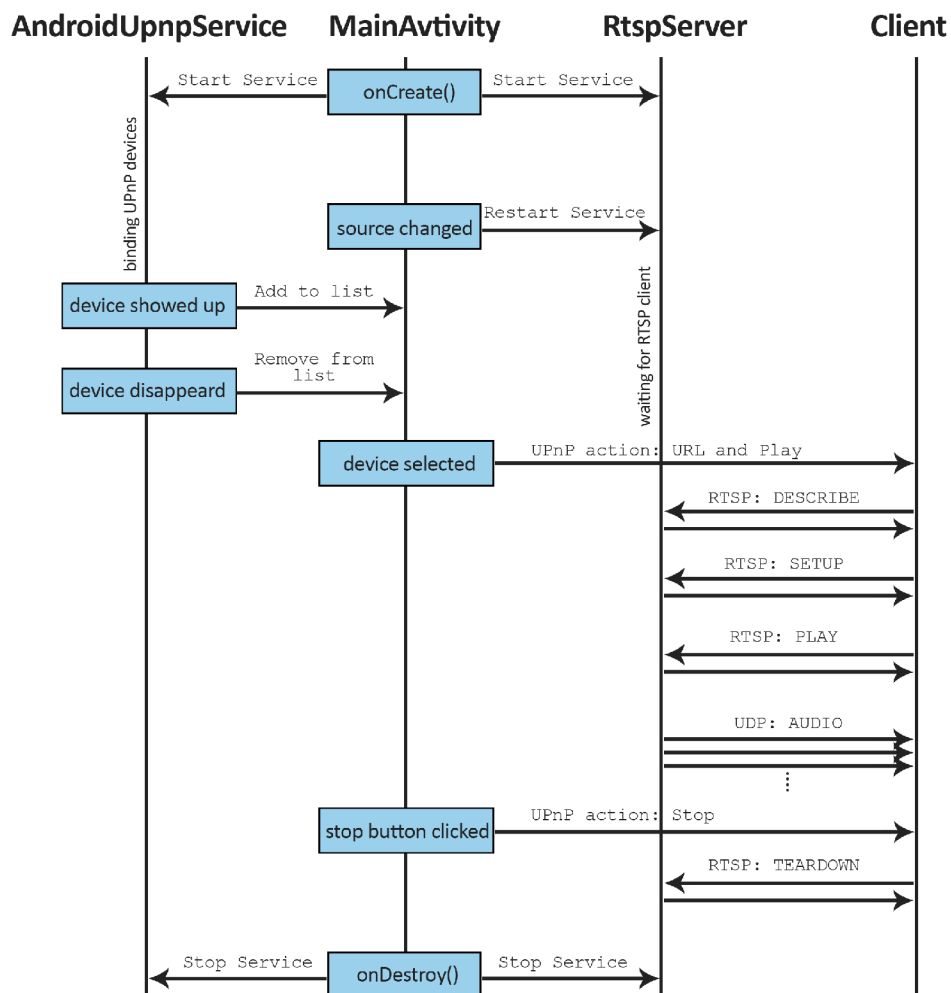 AndroidUpnpService
MainAvtivity
RtspServer
Client
Start Service
onCreate()
Start Service
binding UPnP devices
source changed
Restart Service
device showed up
Add to list
waiting for RTSP client
device disappeard
Remove from
list
device selected
UPnP action: URL and Play
RTSP: DESCRIBE
RTSP: SETUP
RTSP: PLAY
UDP: AUDIO
stop button clicked
UPnP action: Stop
RTSP: TEARDOWN
Stop Service
onDestroy()
Stop Service